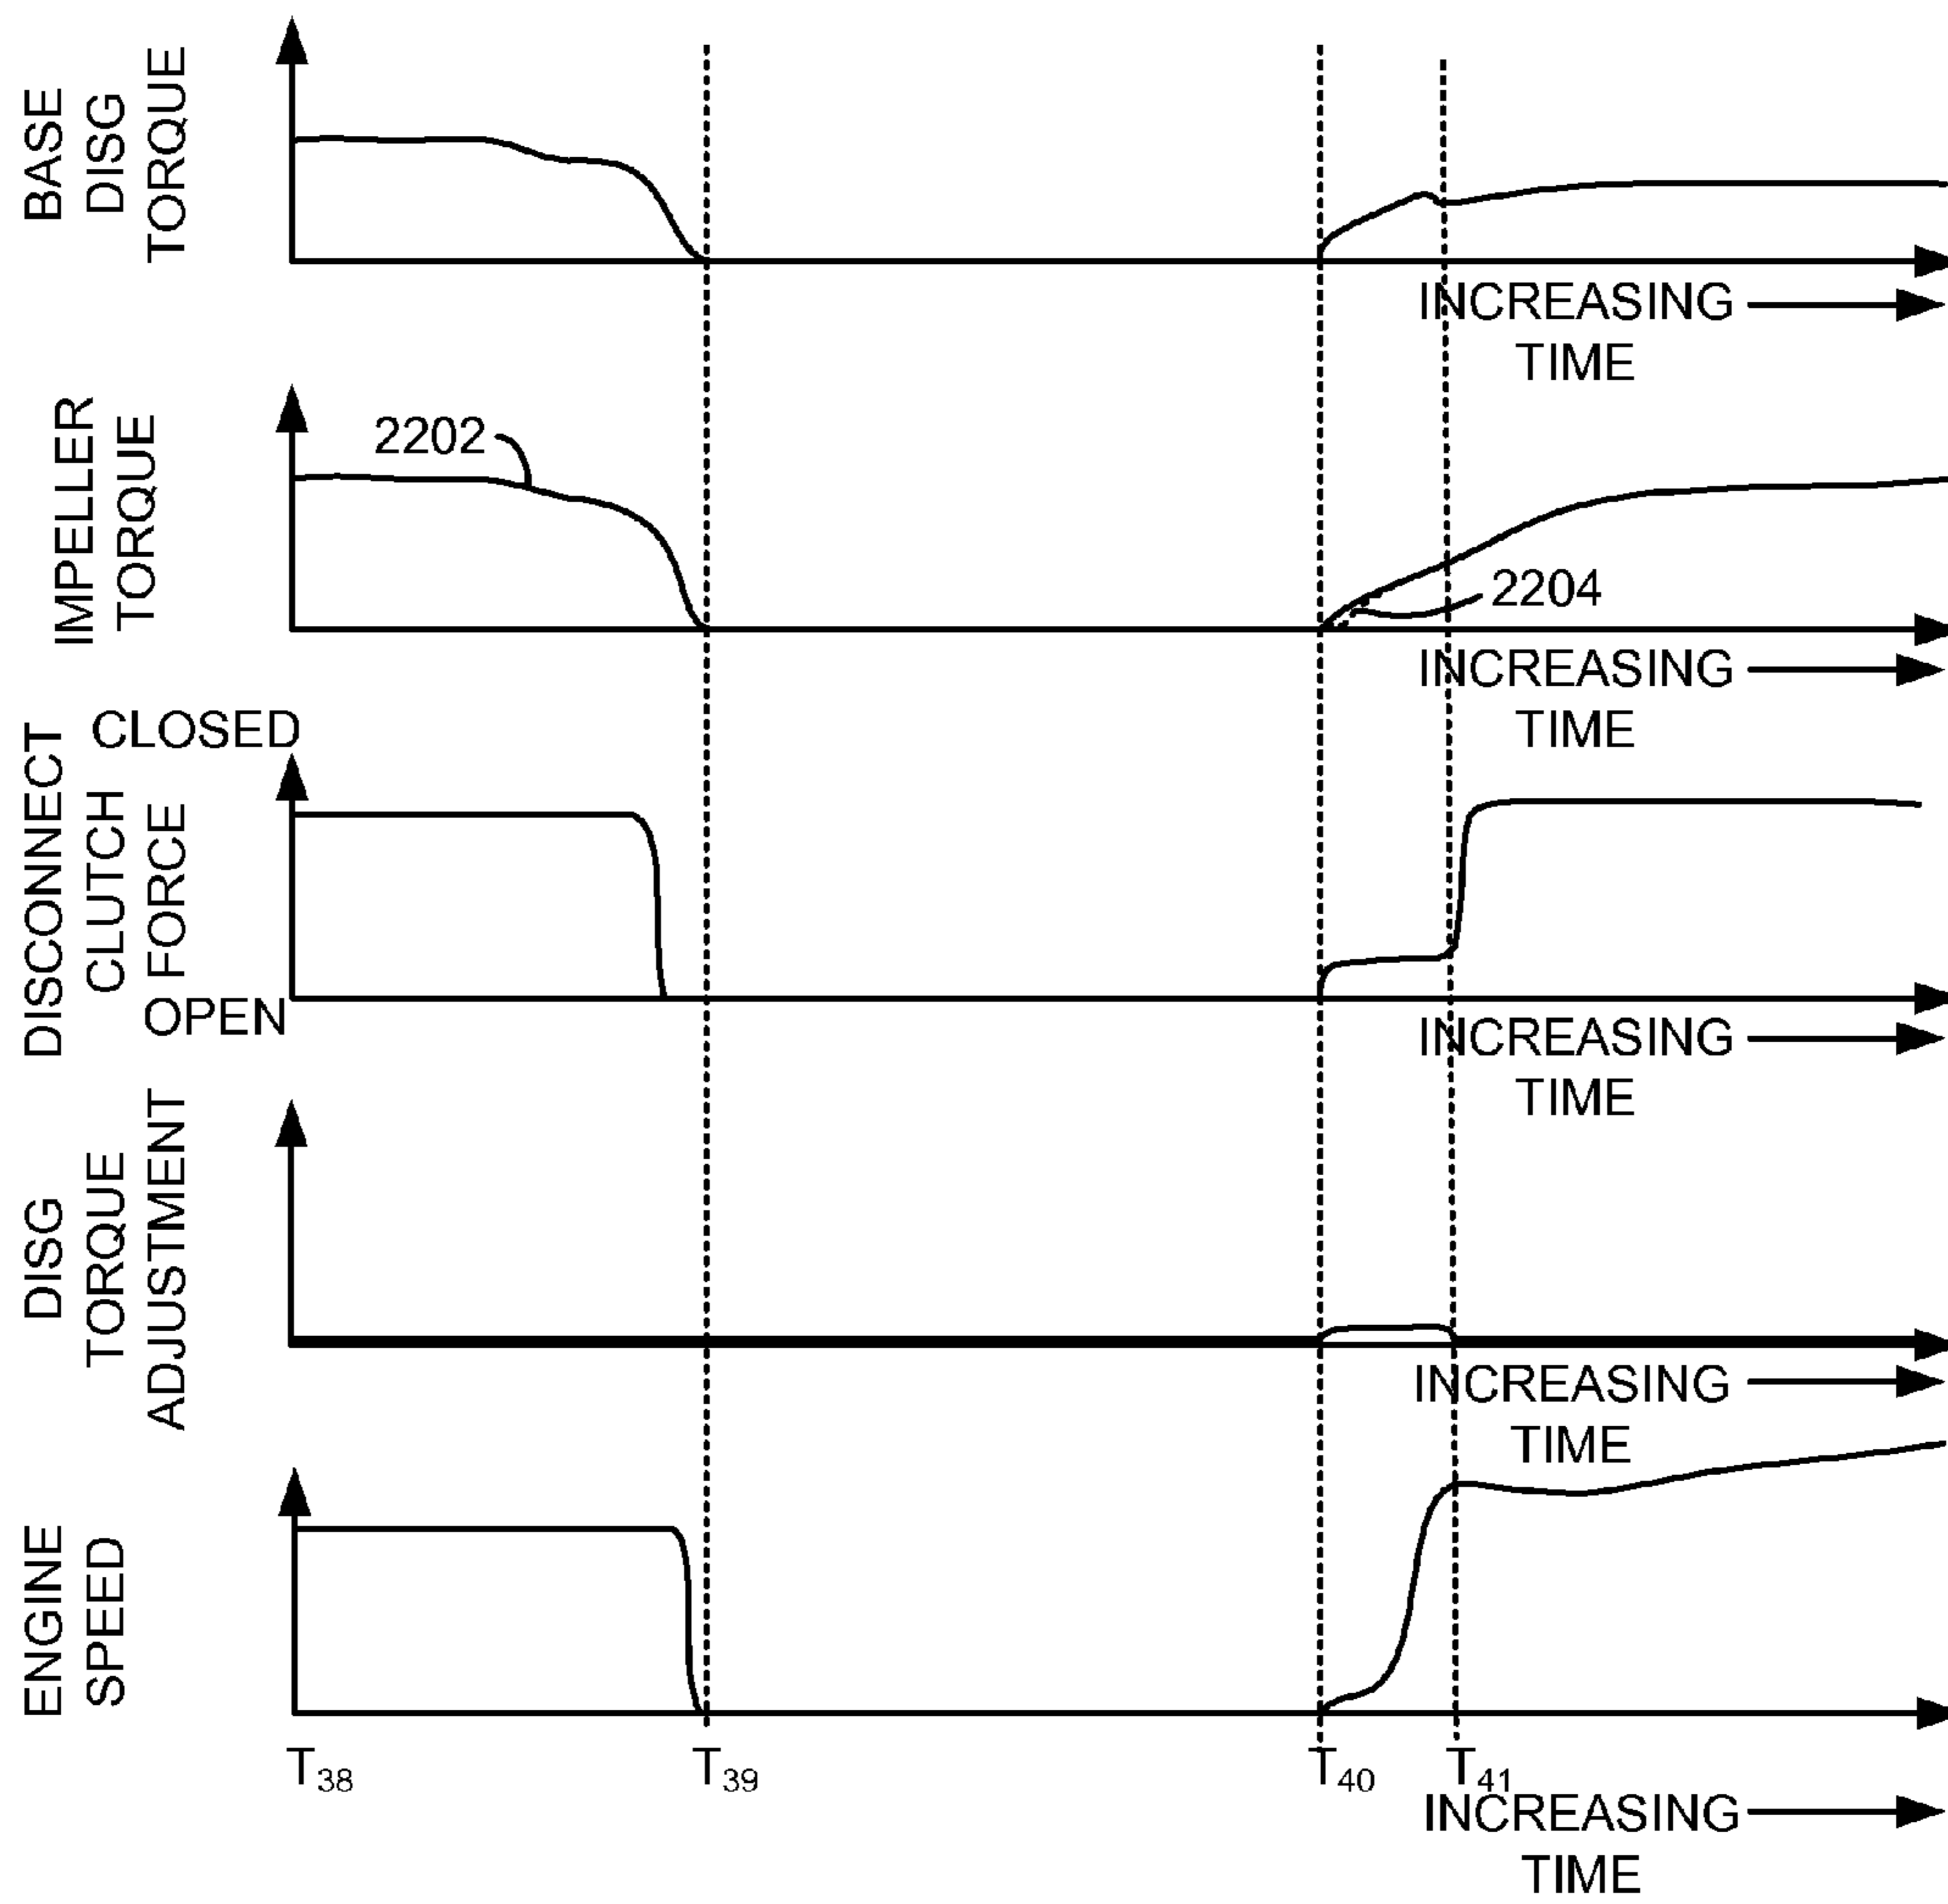 BASE
DISG
TORQUE
INCREASING
TIME
IMPELLER
TORQUE
2202
2204
INCREASING
TIME
DISCONNECT
CLUTCH
FORCE
CLOSED
OPEN
INCREASING
TIME
DISG
TORQUE
ADJUSTMENT
INCREASING
TIME
ENGINE
SPEED
T38 T39 T40 T41
INCREASING
TIME